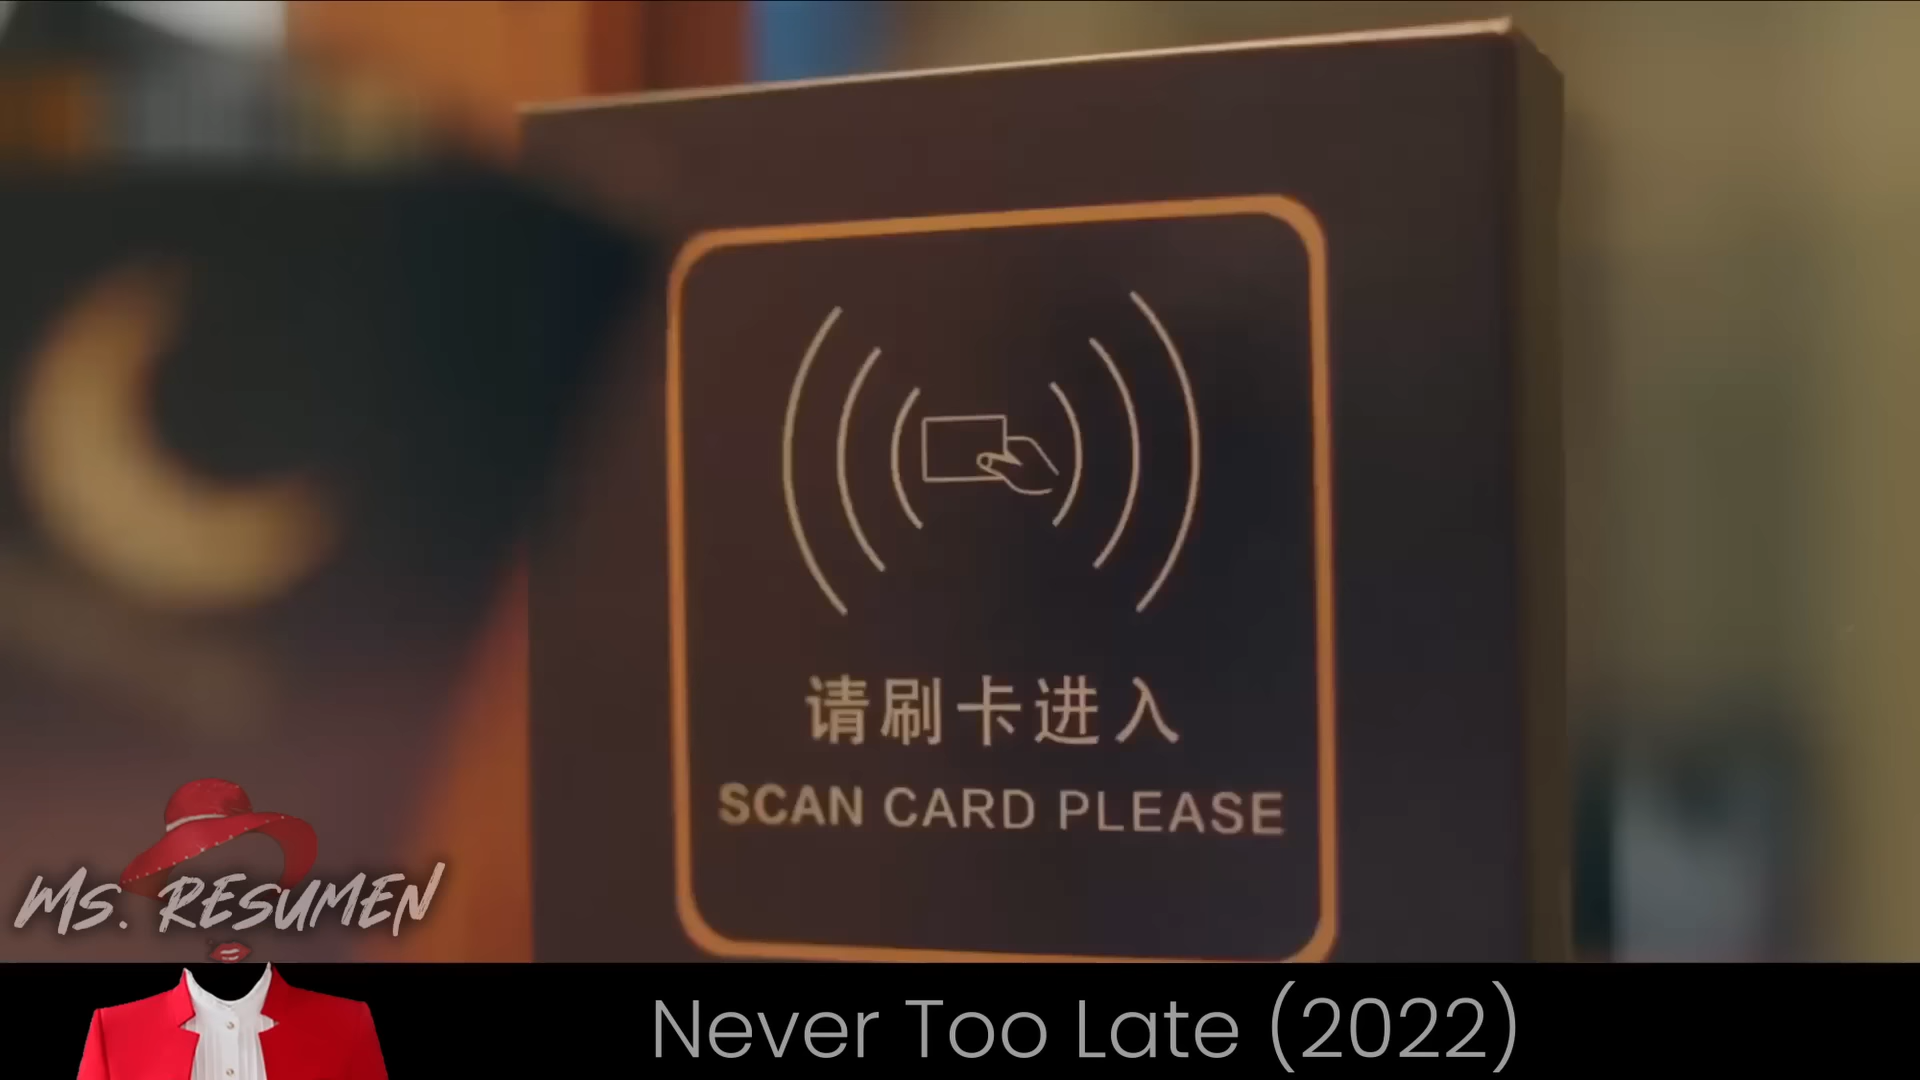 请刷卡进入
SCAN CARD PLEASE
MS. RESUMEN
Never Too Late (2022)